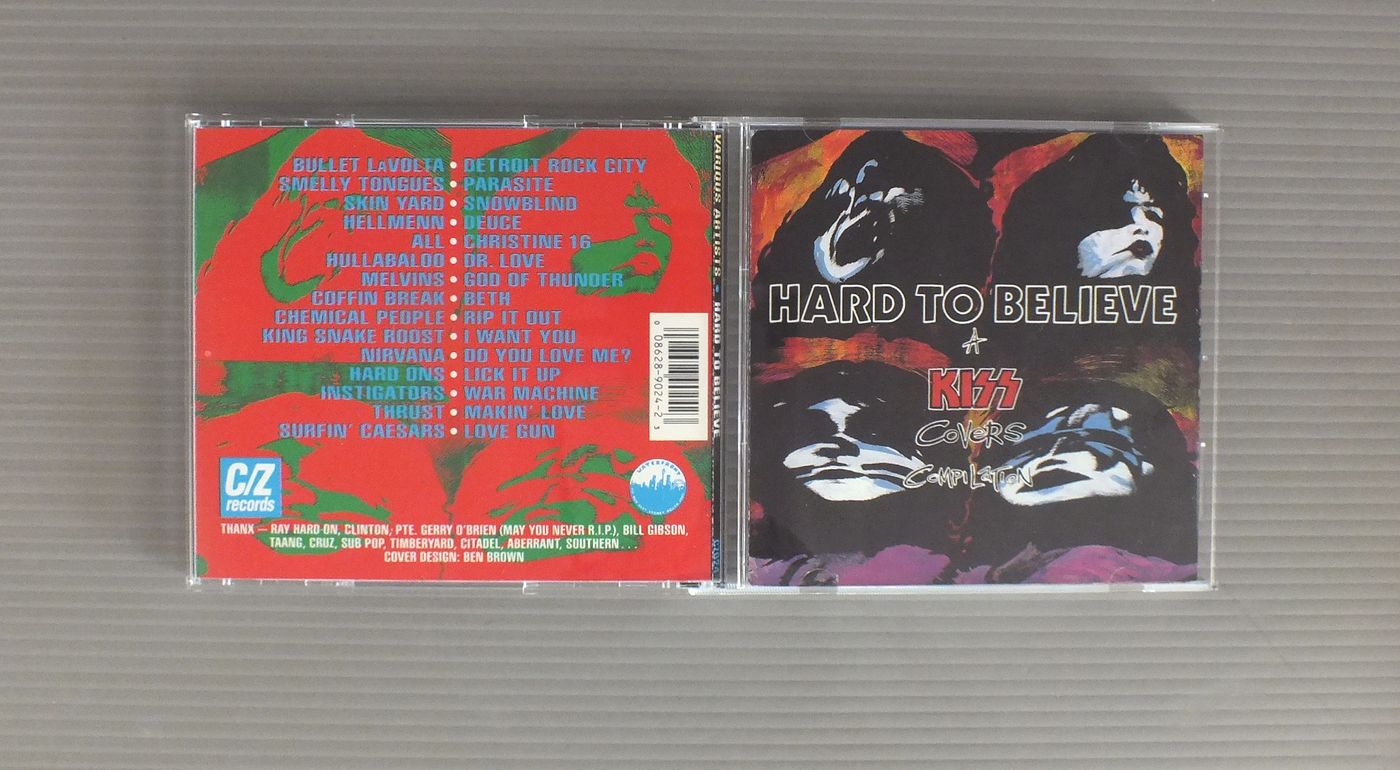 BULLET LAVOLTA • DETROIT ROCK CITY
SMELLY TONGUES • PARASITE
SKIN YARD • SNOWBLIND
HELLMENN • DEUCE
ALL • CHRISTINE 16
HULLABALOO • DR. LOVE
MELVINS • GOD OF THUNDER
COFFIN BREAK • BETH
CHEMICAL PEOPLE • RIP IT OUT
KING SNAKE ROOST • I WANT YOU
NIRVANA • DO YOU LOVE ME?
HARD ONS • LICK IT UP
INSTIGATORS • WAR MACHINE
THRUST • MAKIN' LOVE
SURFIN' CAESARS • LOVE GUN
0 08628-9024-2 3
C/Z
records
WATERFRONT
THANX — RAY HARD-ON, CLINTON, PTE. GERRY O'BRIEN (MAY YOU NEVER R.I.P.), BILL GIBSON,
TAANG, CRUZ, SUB POP, TIMBERYARD, CITADEL, ABERRANT, SOUTHERN . . .
COVER DESIGN: BEN BROWN
VARIOUS ARTISTS • HARD TO BELIEVE
HARD TO BELIEVE
A
KISS
COVERS
COMPILATION